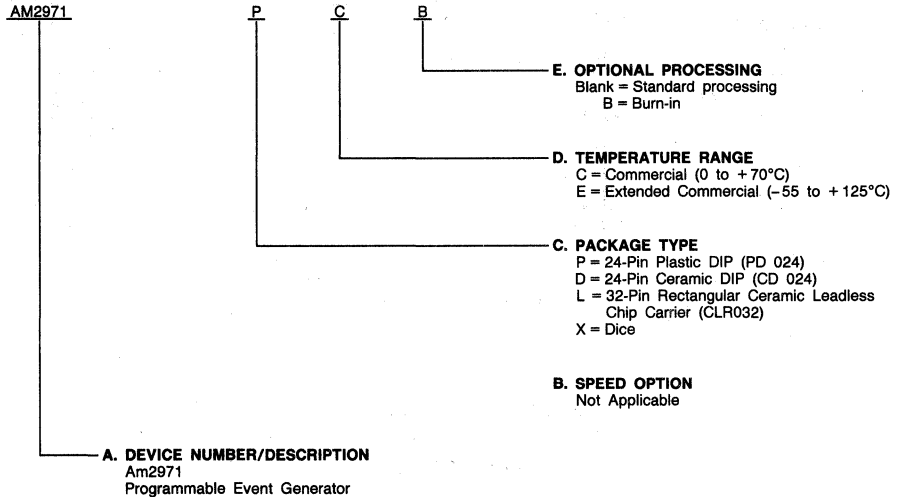 AM2971 P C B
E. OPTIONAL PROCESSING
Blank = Standard processing
B = Burn-in
D. TEMPERATURE RANGE
C = Commercial (0 to +70°C)
E = Extended Commercial (–55 to +125°C)
C. PACKAGE TYPE
P = 24-Pin Plastic DIP (PD 024)
D = 24-Pin Ceramic DIP (CD 024)
L = 32-Pin Rectangular Ceramic Leadless
Chip Carrier (CLR032)
X = Dice
B. SPEED OPTION
Not Applicable
A. DEVICE NUMBER/DESCRIPTION
Am2971
Programmable Event Generator